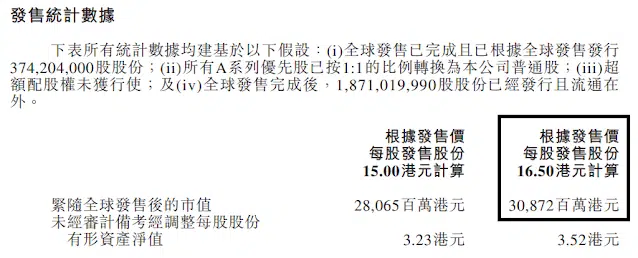 發售統計數據
下表所有統計數據均建基於以下假設：(i)全球發售已完成且已根據全球發售發行
374,204,000股股份；(ii)所有A系列優先股已按1:1的比例轉換為本公司普通股；(iii)超
額配股權未獲行使；及(iv)全球發售完成後，1,871,019,990股股份已經發行且流通在
外。
根據發售價 根據發售價
每股發售股份 每股發售股份
15.00港元計算 16.50港元計算
緊隨全球發售後的市值 28,065百萬港元 30,872百萬港元
未經審計備考經調整每股股份
有形資產淨值 3.23港元 3.52港元